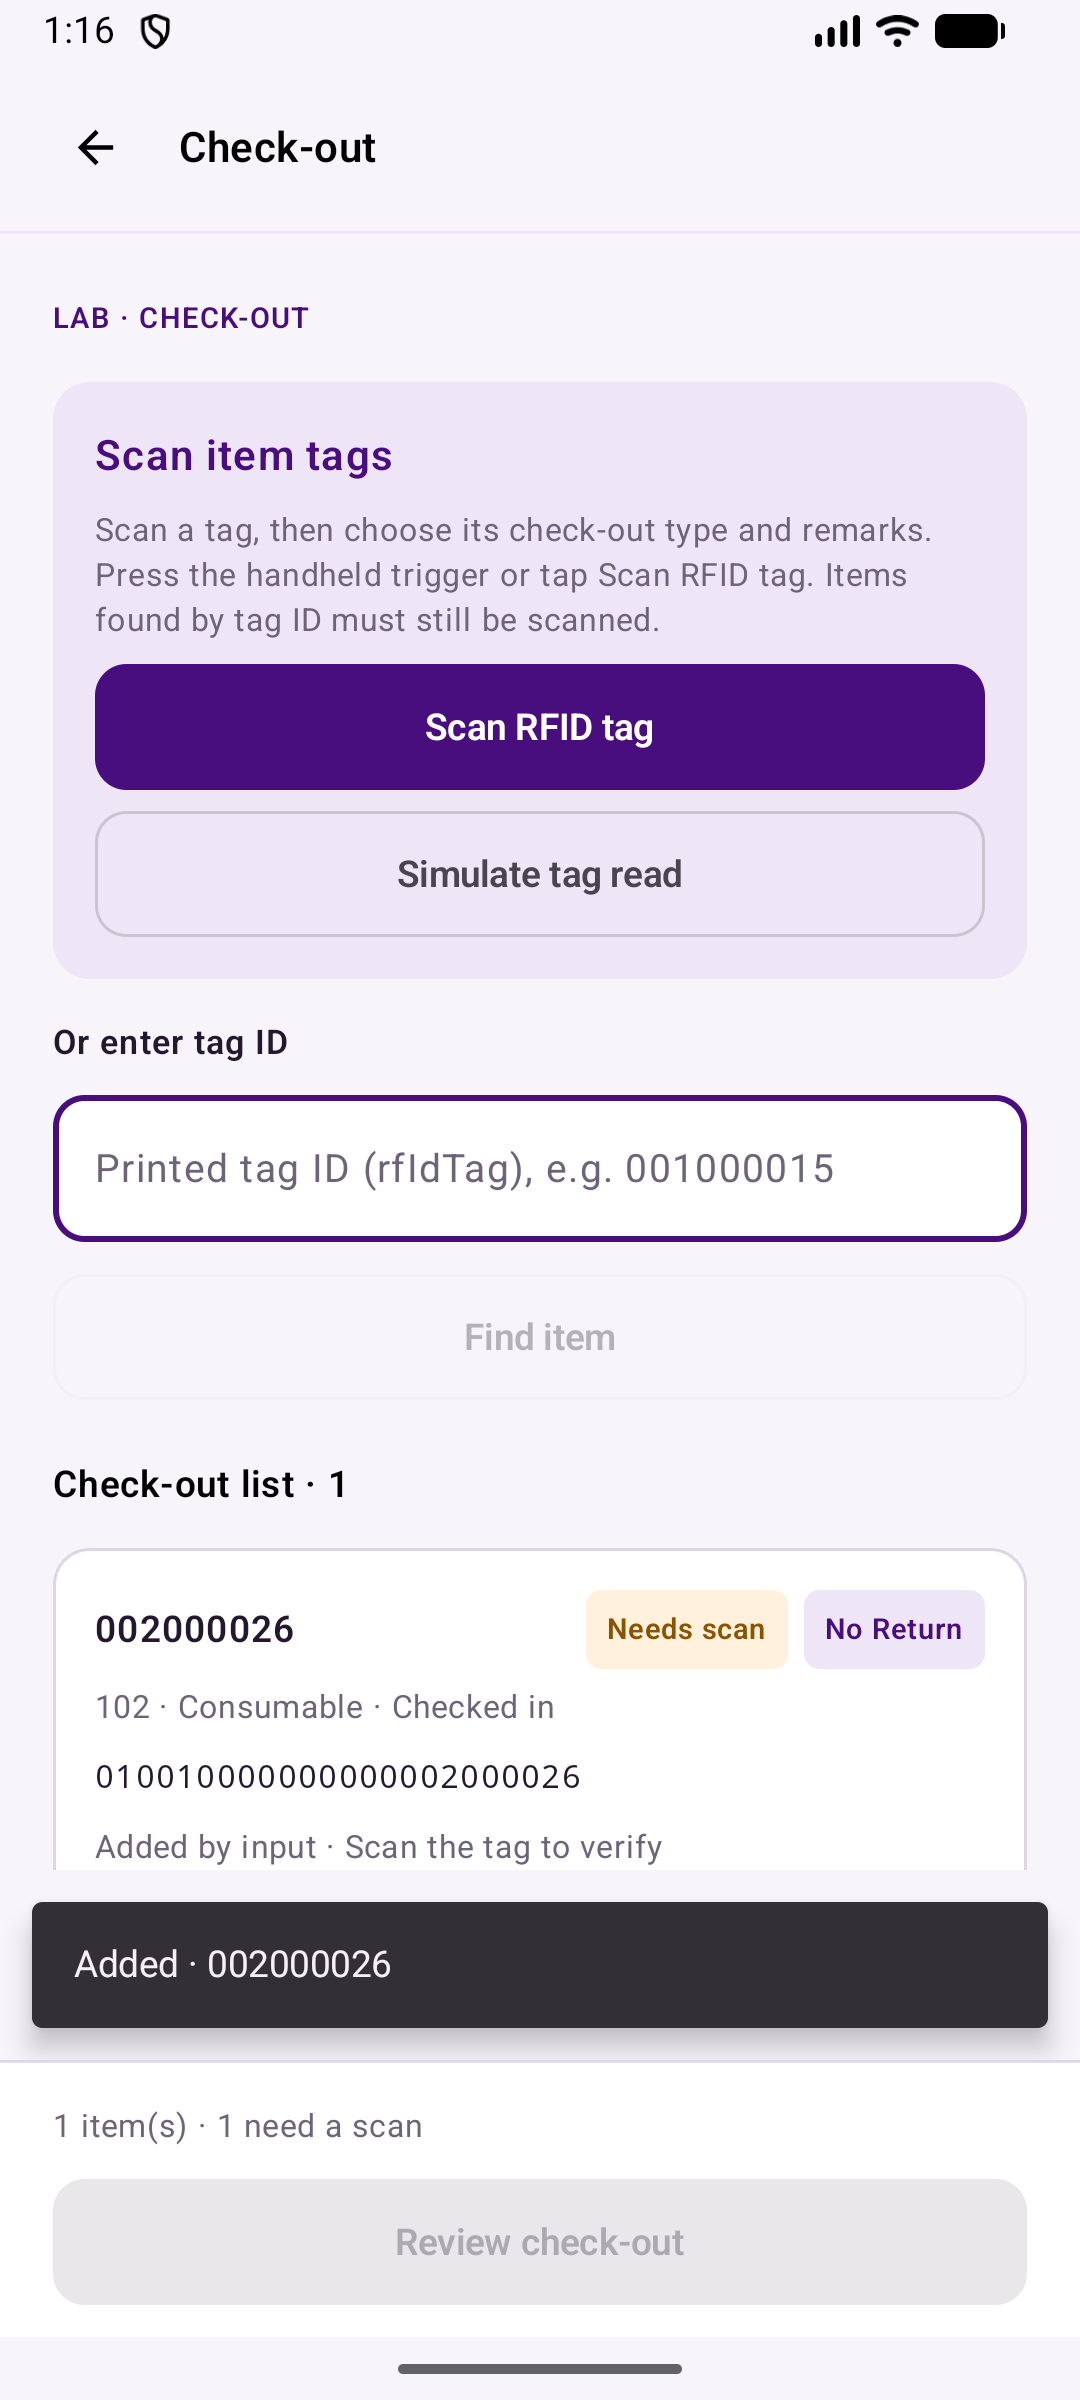 1:16
Check-out
LAB · CHECK-OUT
Scan item tags
Scan a tag, then choose its check-out type and remarks.
Press the handheld trigger or tap Scan RFID tag. Items
found by tag ID must still be scanned.
Scan RFID tag
Simulate tag read
Or enter tag ID
Printed tag ID (rfIdTag), e.g. 001000015
Find item
Check-out list · 1
002000026 Needs scan No Return
102 · Consumable · Checked in
010010000000000002000026
Added by input · Scan the tag to verify
Added · 002000026
1 item(s) · 1 need a scan
Review check-out